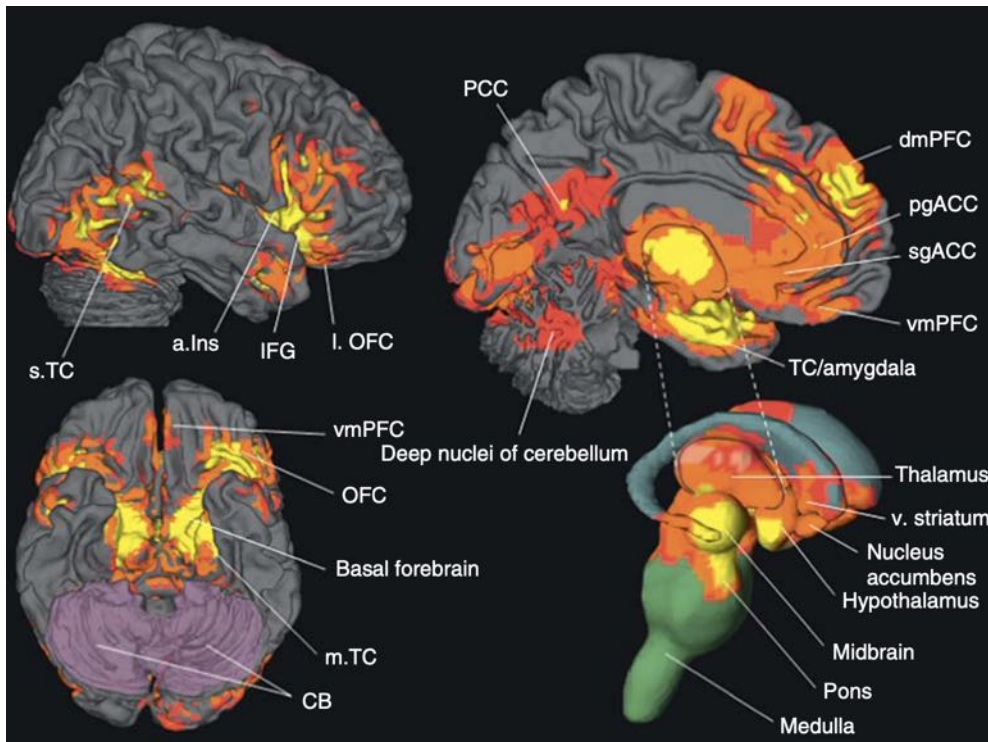 s.TC
a.Ins
IFG
l. OFC
PCC
dmPFC
pgACC
sgACC
vmPFC
TC/amygdala
Deep nuclei of cerebellum
vmPFC
OFC
Basal forebrain
m.TC
CB
Thalamus
v. striatum
Nucleus
accumbens
Hypothalamus
Midbrain
Pons
Medulla